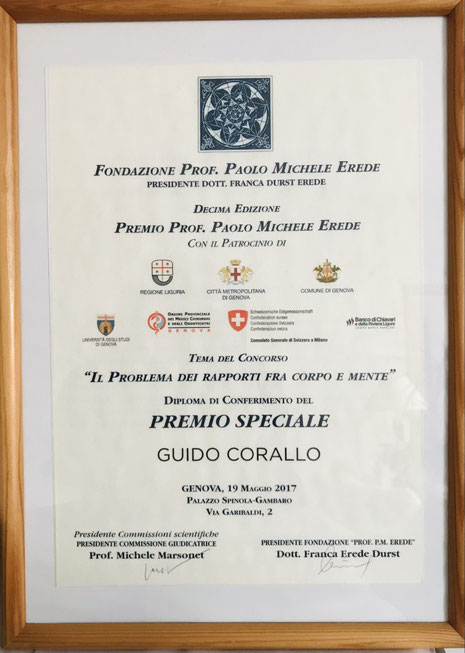 Fondazione Prof. Paolo Michele Erede
Presidente Dott. Franca Durst Erede
Decima Edizione
Premio Prof. Paolo Michele Erede
Con il Patrocinio di
REGIONE LIGURIA
CITTÀ METROPOLITANA
DI GENOVA
COMUNE DI GENOVA
UNIVERSITÀ DEGLI STUDI
DI GENOVA
Ordine Provinciale
dei Medici Chirurghi
e degli Odontoiatri
Genova
Schweizerische Eidgenossenschaft
Confédération suisse
Confederazione Svizzera
Confederaziun svizra
Consolato Generale di Svizzera a Milano
Banco di Chiavari
e della Riviera Ligure
Tema del Concorso
“Il Problema dei rapporti fra corpo e mente”
Diploma di Conferimento del
PREMIO SPECIALE
GUIDO CORALLO
Genova, 19 Maggio 2017
Palazzo Spinola-Gambaro
Via Garibaldi, 2
Presidente Commissioni scientifiche
PRESIDENTE COMMISSIONE GIUDICATRICE
Prof. Michele Marsonet
PRESIDENTE FONDAZIONE “PROF. P.M. EREDE”
Dott. Franca Erede Durst